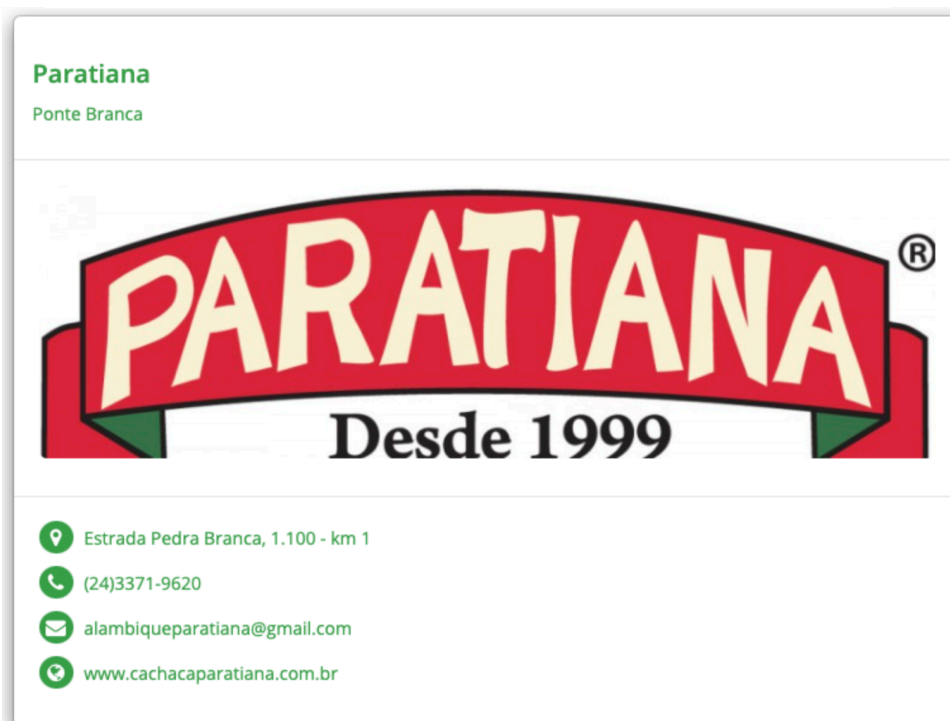 Paratiana
Ponte Branca
PARATIANA®
Desde 1999
Estrada Pedra Branca, 1.100 - km 1
(24)3371-9620
alambiqueparatiana@gmail.com
www.cachacaparatiana.com.br